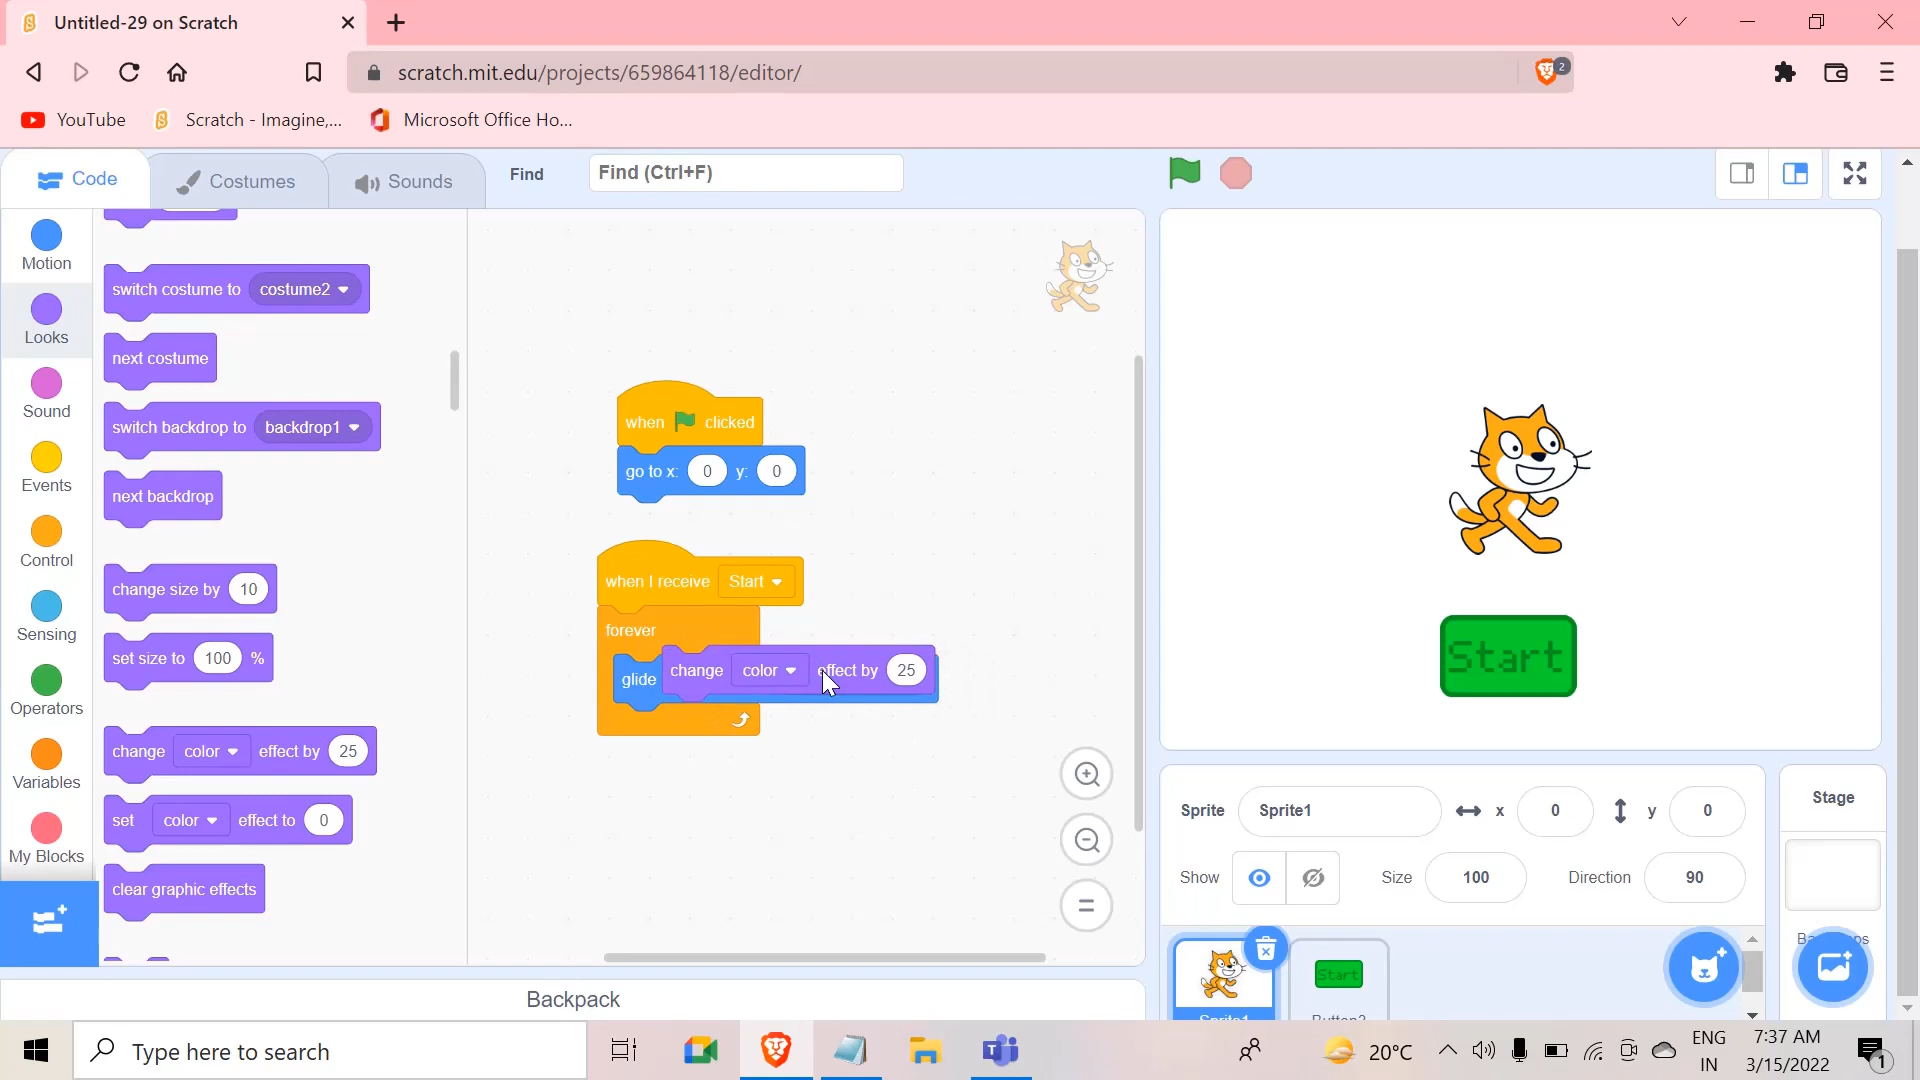 Untitled-29 on Scratch
scratch.mit.edu/projects/659864118/editor/
2
YouTube
Scratch - Imagine,...
Microsoft Office Ho...
Code
Costumes
Sounds
Find
Find (Ctrl+F)
Motion
Looks
Sound
Events
Control
Sensing
Operators
Variables
My Blocks
switch costume to costume2
next costume
switch backdrop to backdrop1
next backdrop
change size by 10
set size to 100 %
change color effect by 25
set color effect to 0
clear graphic effects
when clicked
go to x: 0 y: 0
when I receive Start
forever
glide
change color effect by 25
Start
Sprite Sprite1 x 0 y 0
Show Size 100 Direction 90
Stage
Start
Sprite1
Backpack
Type here to search
20°C
ENG
IN
7:37 AM
3/15/2022
1